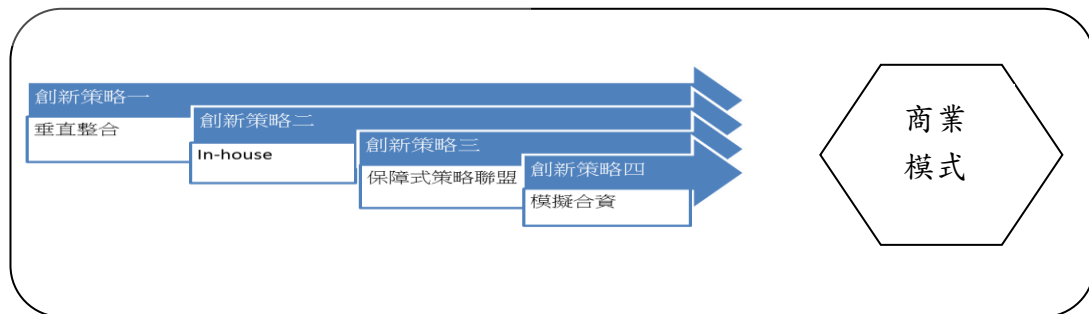 創新策略一
垂直整合
創新策略二
In-house
創新策略三
保障式策略聯盟
創新策略四
模擬合資
商業
模式